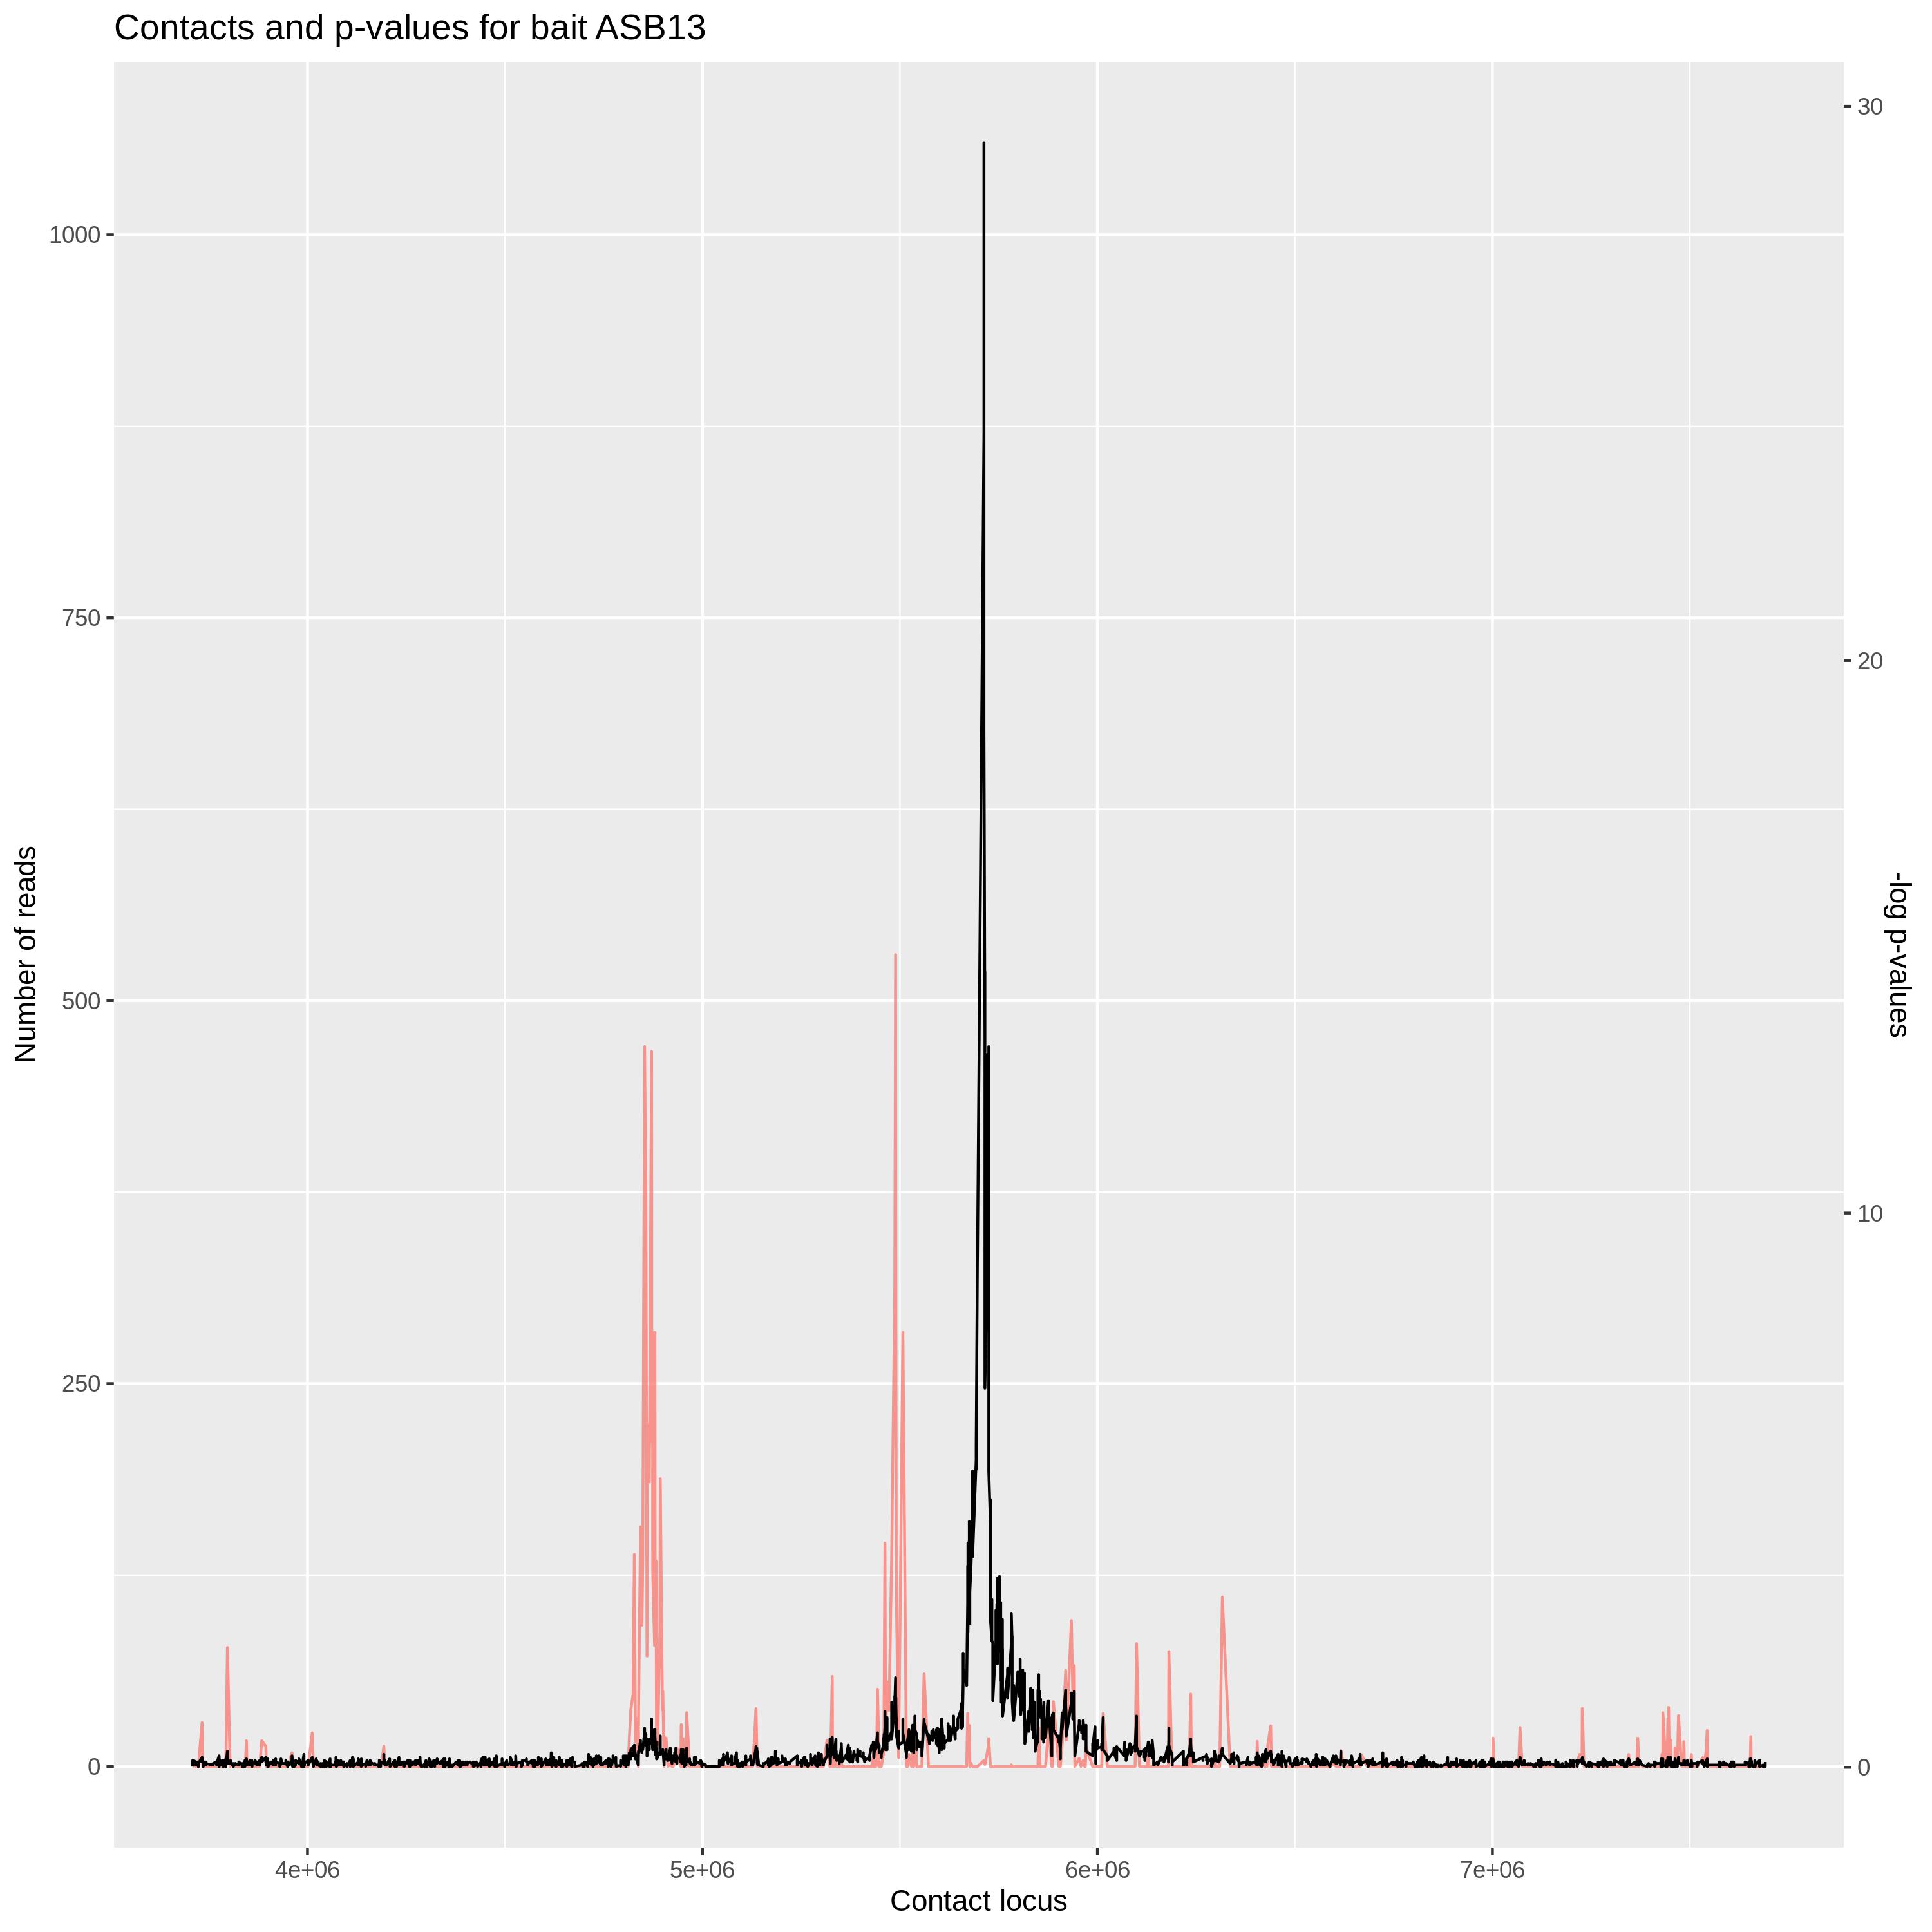 Contacts and p-values for bait ASB13
1000
750
500
250
0
Number of reads
30
20
10
0
-log p-values
4e+06
5e+06
6e+06
7e+06
Contact locus